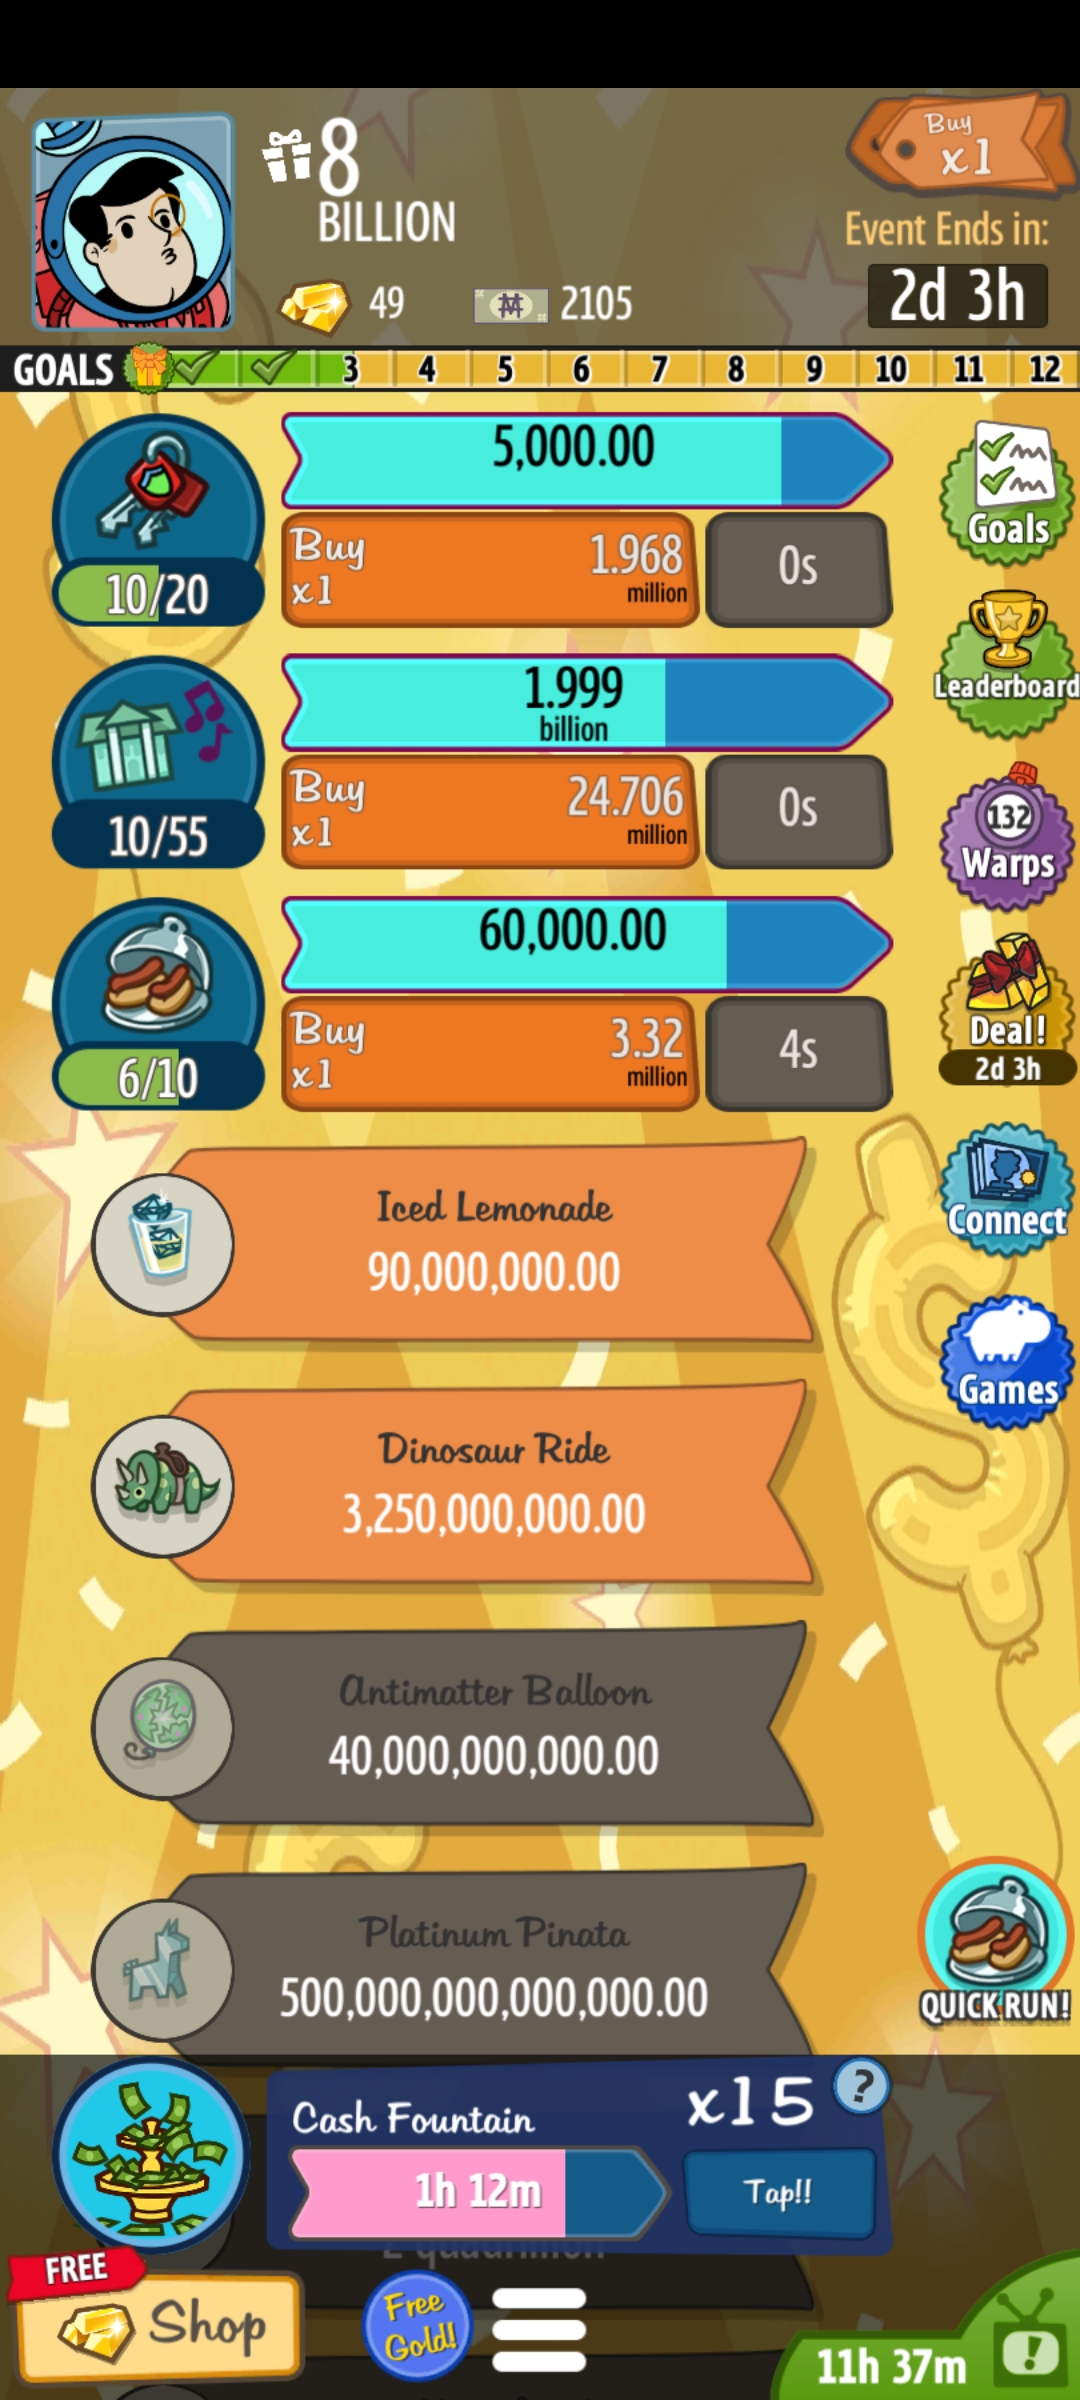 8
BILLION
Buy
x1
Event Ends in:
2d 3h
49
2105
GOALS 3 4 5 6 7 8 9 10 11 12
5,000.00
Buy
x1
1.968
million
0s
10/20
Goals
Leaderboard
1.999
billion
Buy
x1
24.706
million
0s
10/55
132
Warps
60,000.00
Buy
x1
3.32
million
4s
6/10
Deal!
2d 3h
Iced Lemonade
90,000,000.00
Connect
Dinosaur Ride
3,250,000,000.00
Games
Antimatter Balloon
40,000,000,000.00
Platinum Pinata
500,000,000,000,000.00
QUICK RUN!
Cash Fountain
x15
?
1h 12m
Tap!!
FREE
Shop
Free
Gold!
11h 37m
!